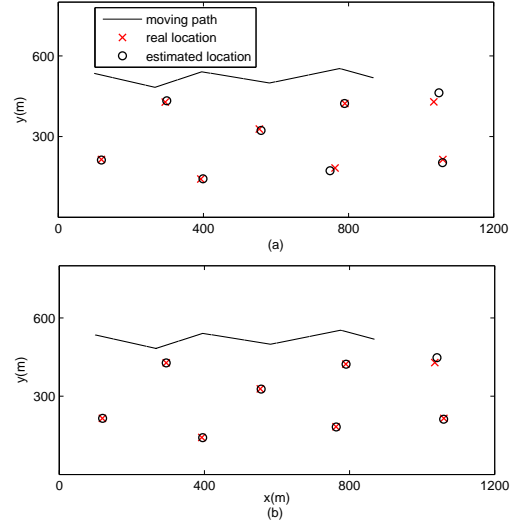 moving path
real location
estimated location
600
300
y(m)
0
400
800
1200
(a)
600
300
y(m)
0
400
800
1200
x(m)
(b)